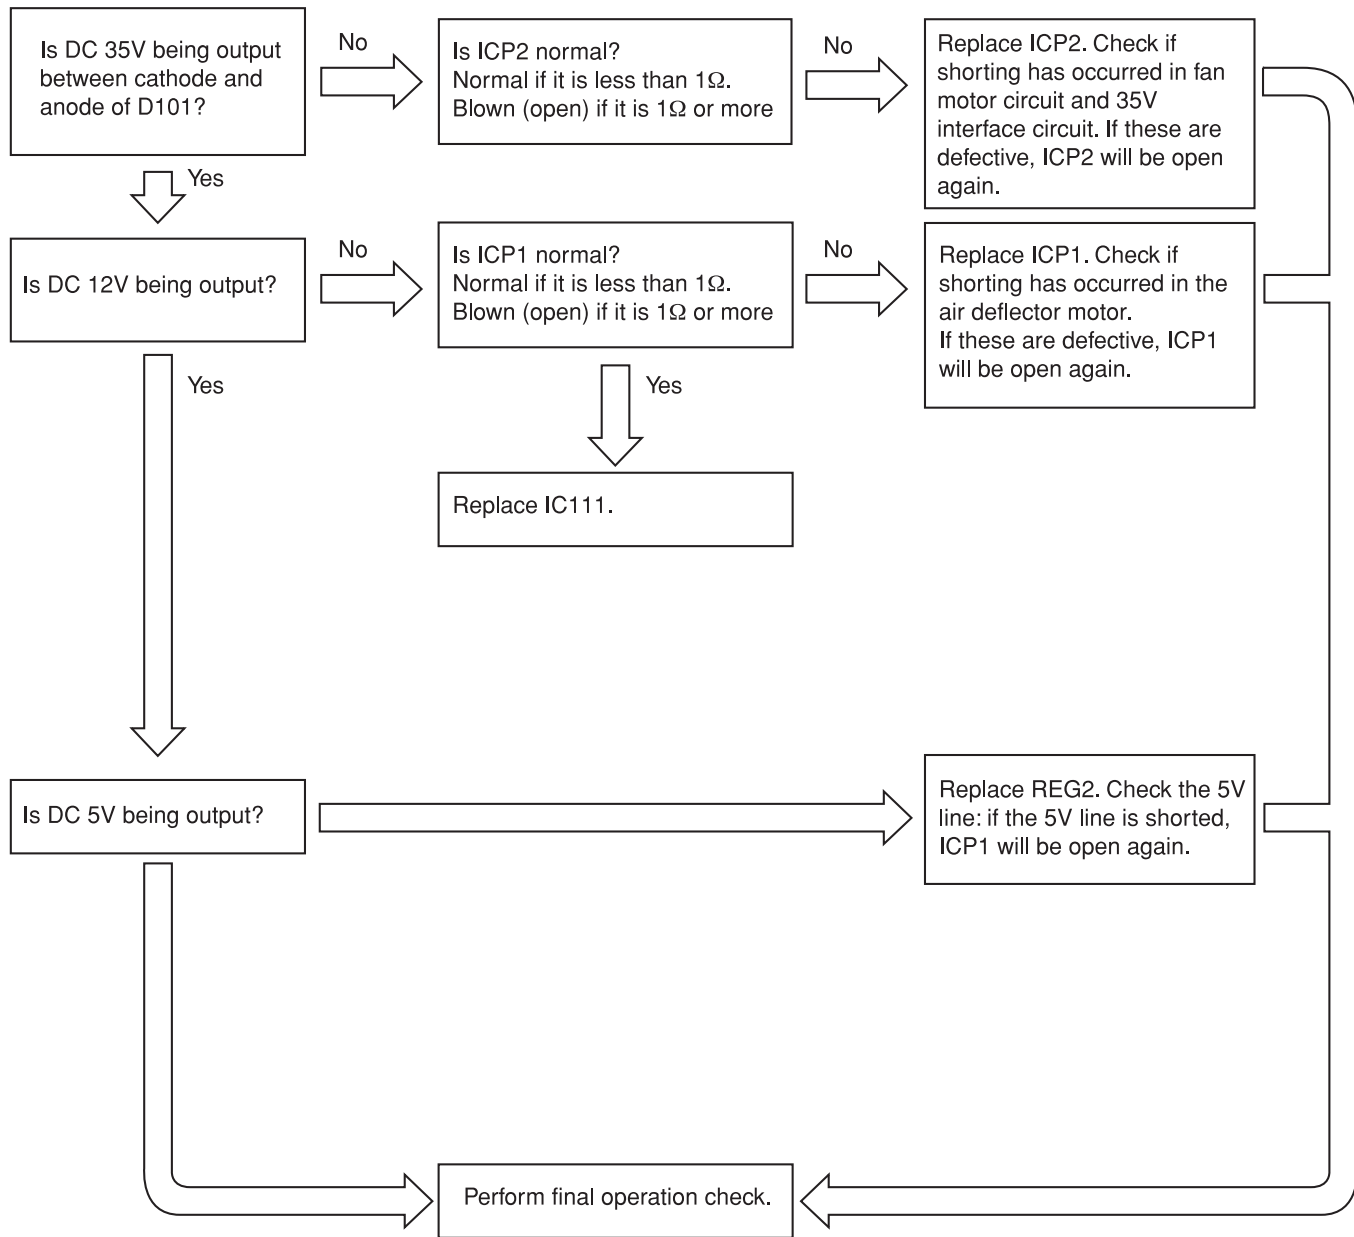 Is DC 35V being output
between cathode and
anode of D101?
No
Is ICP2 normal?
Normal if it is less than 1Ω.
Blown (open) if it is 1Ω or more
No
Replace ICP2. Check if
shorting has occurred in fan
motor circuit and 35V
interface circuit. If these are
defective, ICP2 will be open
again.
Yes
Is DC 12V being output?
No
Is ICP1 normal?
Normal if it is less than 1Ω.
Blown (open) if it is 1Ω or more
No
Replace ICP1. Check if
shorting has occurred in the
air deflector motor.
If these are defective, ICP1
will be open again.
Yes
Yes
Replace IC111.
Is DC 5V being output?
Replace REG2. Check the 5V
line: if the 5V line is shorted,
ICP1 will be open again.
Perform final operation check.